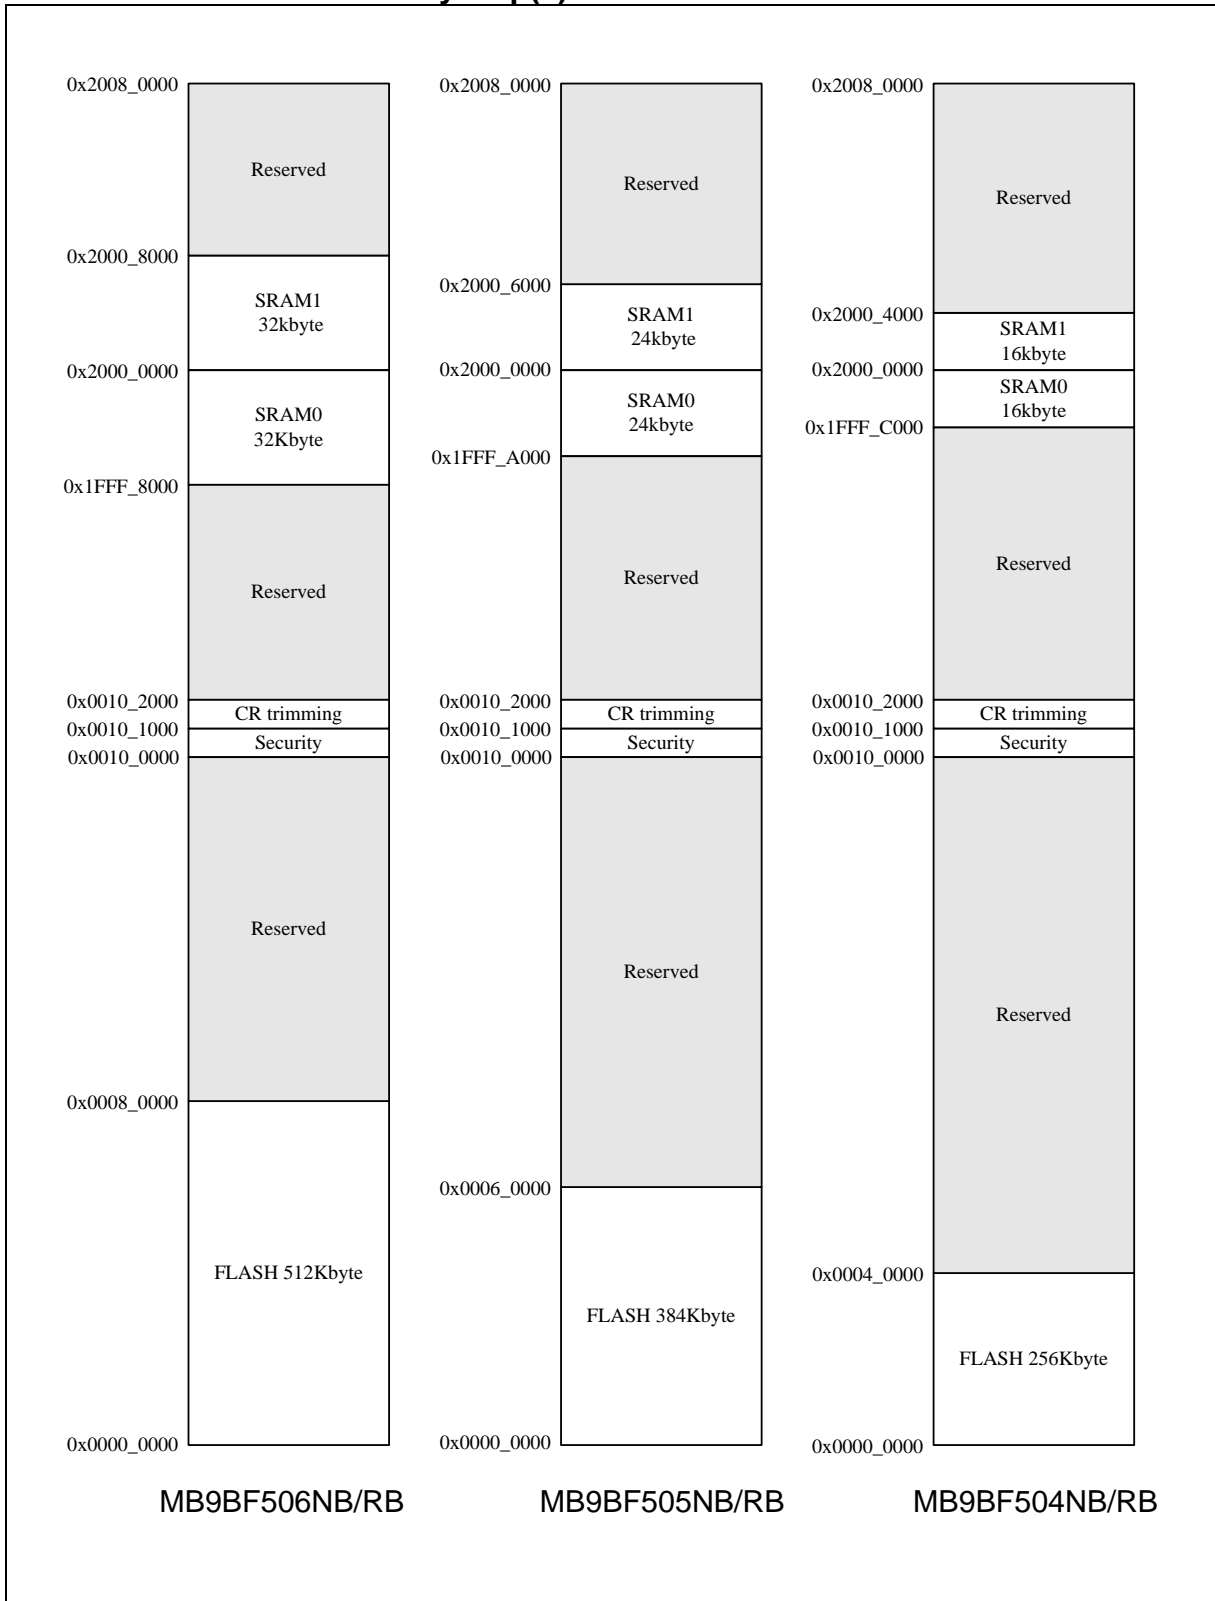 0x2008_0000
Reserved
0x2000_8000
SRAM1
32kbyte
0x2000_0000
SRAM0
32Kbyte
0x1FFF_8000
Reserved
0x0010_2000
CR trimming
0x0010_1000
Security
0x0010_0000
Reserved
0x0008_0000
FLASH 512Kbyte
0x0000_0000
MB9BF506NB/RB
0x2008_0000
Reserved
0x2000_6000
SRAM1
24kbyte
0x2000_0000
SRAM0
24kbyte
0x1FFF_A000
Reserved
0x0010_2000
CR trimming
0x0010_1000
Security
0x0010_0000
Reserved
0x0006_0000
FLASH 384Kbyte
0x0000_0000
MB9BF505NB/RB
0x2008_0000
Reserved
0x2000_4000
SRAM1
16kbyte
0x2000_0000
SRAM0
16kbyte
0x1FFF_C000
Reserved
0x0010_2000
CR trimming
0x0010_1000
Security
0x0010_0000
Reserved
0x0004_0000
FLASH 256Kbyte
0x0000_0000
MB9BF504NB/RB